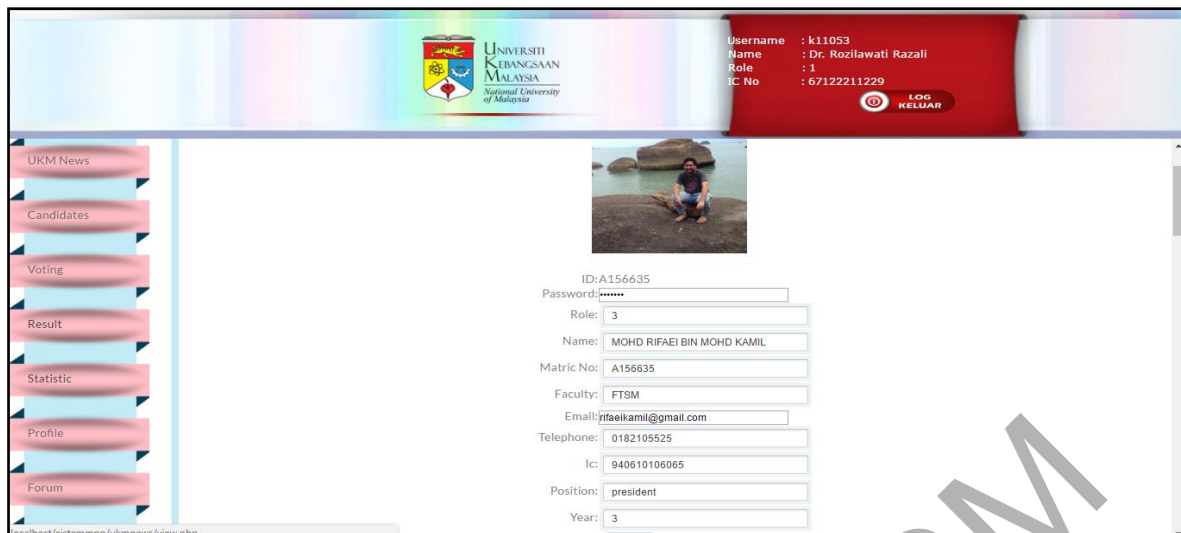 UNIVERSITI
KEBANGSAAN
MALAYSIA
National University
of Malaysia
Username : k11053
Name : Dr. Rozilawati Razali
Role : 1
IC No : 67122211229
LOG
KELUAR
UKM News
Candidates
Voting
Result
Statistic
Profile
Forum
ID:A156635
Password:•••••••
Role: 3
Name: MOHD RIFAEI BIN MOHD KAMIL
Matric No: A156635
Faculty: FTSM
Email:rifaeikamil@gmail.com
Telephone: 0182105525
Ic: 940610106065
Position: president
Year: 3